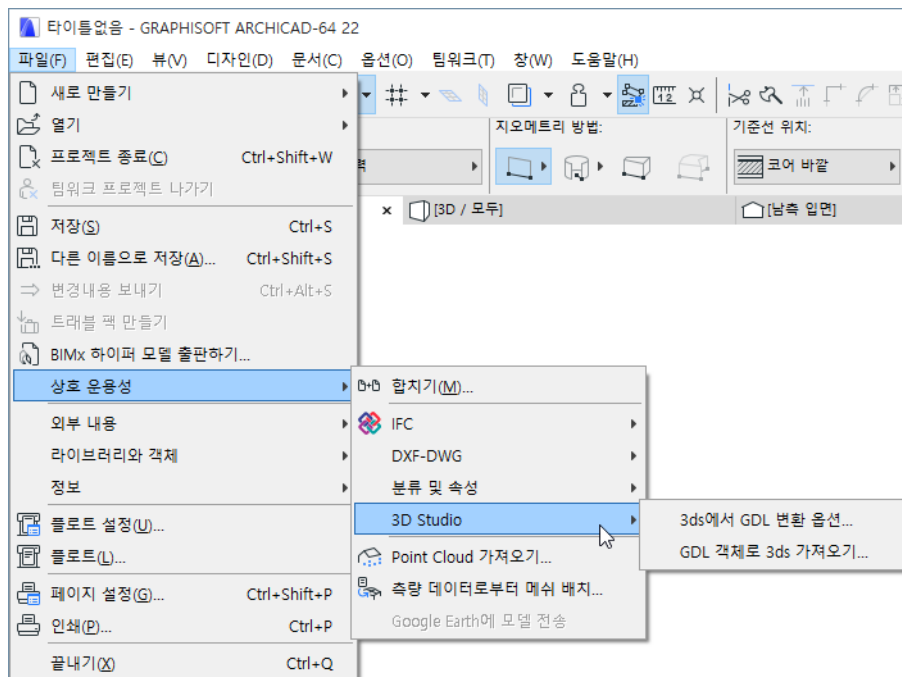 타이틀없음 - GRAPHISOFT ARCHICAD-64 22
파일(F) 편집(E) 뷰(V) 디자인(D) 문서(C) 옵션(O) 팀워크(T) 창(W) 도움말(H)
새로 만들기
열기
프로젝트 종료(C) Ctrl+Shift+W
팀워크 프로젝트 나가기
저장(S) Ctrl+S
다른 이름으로 저장(A)... Ctrl+Shift+S
변경내용 보내기 Ctrl+Alt+S
트래블 팩 만들기
BIMx 하이퍼 모델 출판하기...
상호 운용성
외부 내용
라이브러리와 객체
정보
플로트 설정(U)...
플로트(L)...
페이지 설정(G)... Ctrl+Shift+P
인쇄(P)... Ctrl+P
끝내기(X) Ctrl+Q
지오메트리 방법: 기준선 위치:
코어 바깥
[3D / 모두] [남측 입면]
합치기(M)...
IFC
DXF-DWG
분류 및 속성
3D Studio
Point Cloud 가져오기...
측량 데이터로부터 메쉬 배치...
Google Earth에 모델 전송
3ds에서 GDL 변환 옵션...
GDL 객체로 3ds 가져오기...